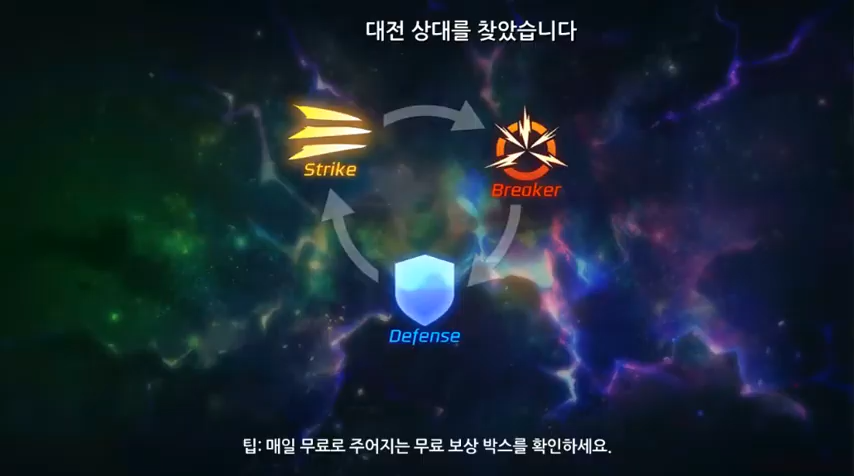 대전 상대를 찾았습니다
Strike
Breaker
Defense
팁: 매일 무료로 주어지는 무료 보상 박스를 확인하세요.